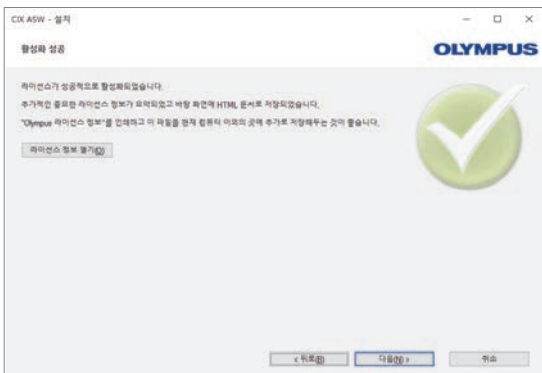 CIX ASW - 설치
활성화 성공
OLYMPUS
라이선스가 성공적으로 활성화되었습니다.
추가적인 중요한 라이선스 정보가 요약되었고 바탕 화면에 HTML 문서로 저장되었습니다.
"Olympus 라이선스 정보"를 인쇄하고 이 파일을 현재 컴퓨터 이외의 곳에 추가로 저장해두는 것이 좋습니다.
라이선스 정보 열기(O)
< 뒤로(B)
다음(N) >
취소